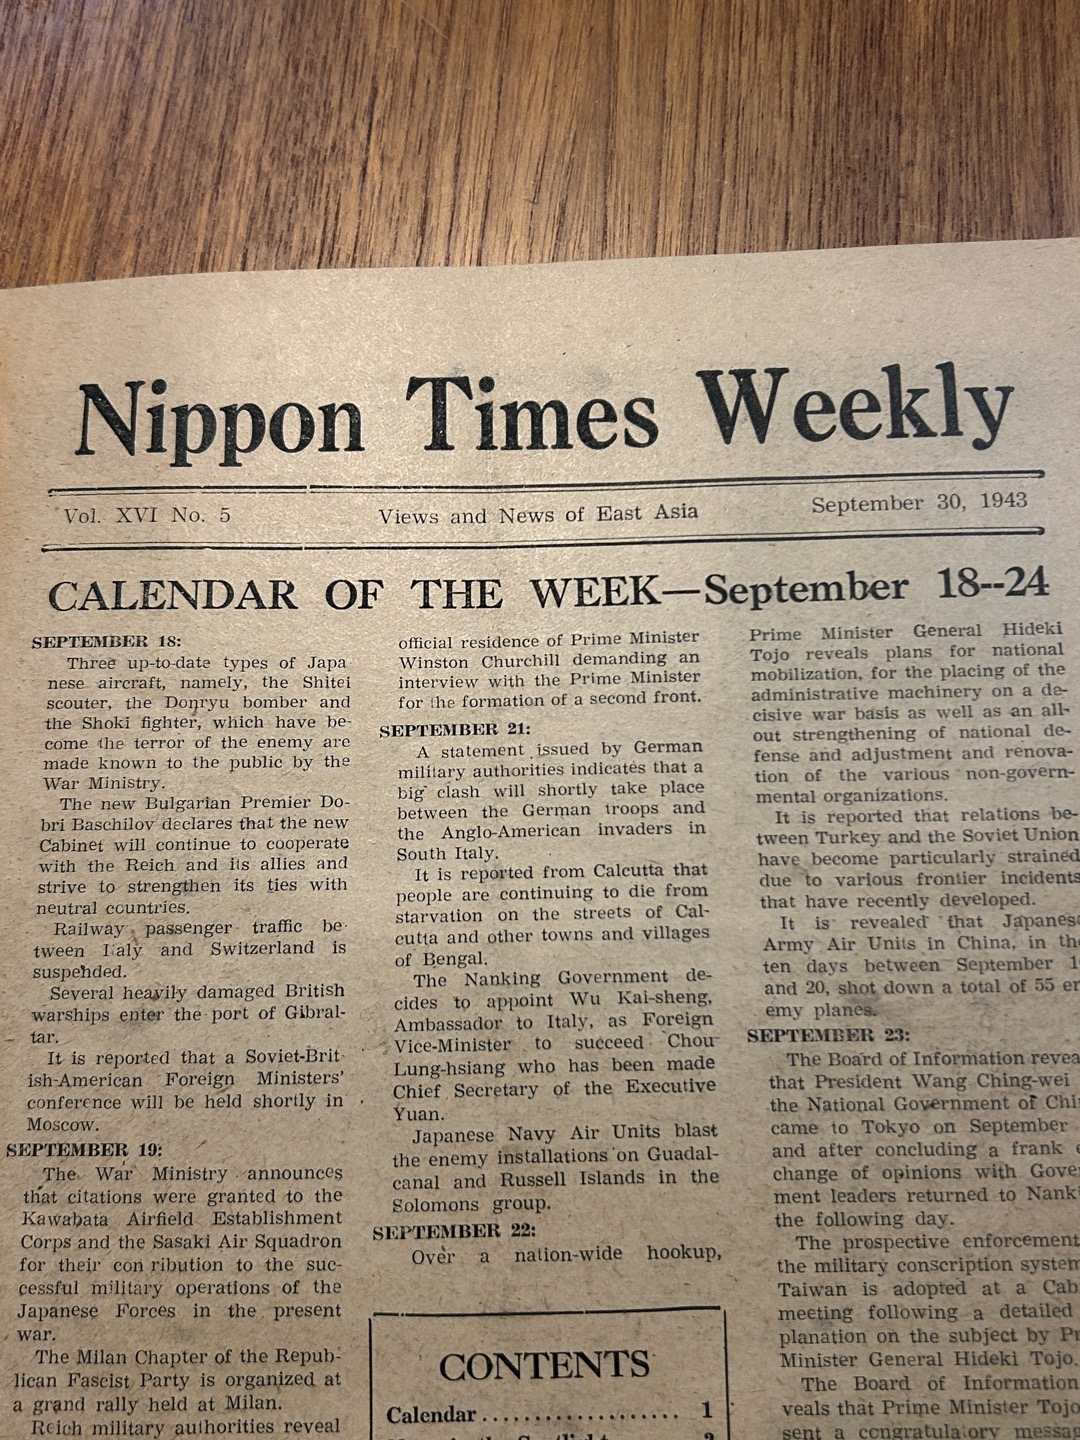 Nippon Times Weekly
Vol. XVI No. 5
Views and News of East Asia
September 30, 1943
CALENDAR OF THE WEEK—September 18--24
SEPTEMBER 18:
Three up-to-date types of Japa
nese aircraft, namely, the Shitei
scouter, the Donryu bomber and
the Shoki fighter, which have be-
come the terror of the enemy are
made known to the public by the
War Ministry.
The new Bulgarian Premier Do-
bri Baschilov declares that the new
Cabinet will continue to cooperate
with the Reich and its allies and
strive to strengthen its ties with
neutral countries.
Railway passenger traffic be-
tween Italy and Switzerland is
suspended.
Several heavily damaged British
warships enter the port of Gibral-
tar.
It is reported that a Soviet-Brit-
ish-American Foreign Ministers'
conference will be held shortly in
Moscow.
SEPTEMBER 19:
The War Ministry announces
that citations were granted to the
Kawabata Airfield Establishment
Corps and the Sasaki Air Squadron
for their con ribution to the suc-
cessful military operations of the
Japanese Forces in the present
war.
The Milan Chapter of the Repub-
lican Fascist Party is organized at
a grand rally held at Milan.
Reich military authorities reveal
official residence of Prime Minister
Winston Churchill demanding an
interview with the Prime Minister
for the formation of a second front.
SEPTEMBER 21:
A statement issued by German
military authorities indicates that a
big clash will shortly take place
between the German troops and
the Anglo-American invaders in
South Italy.
It is reported from Calcutta that
people are continuing to die from
starvation on the streets of Cal-
cutta and other towns and villages
of Bengal.
The Nanking Government de-
cides to appoint Wu Kai-sheng,
Ambassador to Italy, as Foreign
Vice-Minister to succeed Chou
Lung-hsiang who has been made
Chief Secretary of the Executive
Yuan.
Japanese Navy Air Units blast
the enemy installations on Guadal-
canal and Russell Islands in the
Solomons group.
SEPTEMBER 22:
Over a nation-wide hookup,
CONTENTS
Calendar .................... 1
Prime Minister General Hideki
Tojo reveals plans for national
mobilization, for the placing of the
administrative machinery on a de-
cisive war basis as well as an all-
out strengthening of national de-
fense and adjustment and renova-
tion of the various non-govern-
mental organizations.
It is reported that relations be-
tween Turkey and the Soviet Union
have become particularly strained
due to various frontier incidents
that have recently developed.
It is revealed that Japanese
Army Air Units in China, in the
ten days between September 1
and 20, shot down a total of 55 en
emy planes.
SEPTEMBER 23:
The Board of Information revea
that President Wang Ching-wei
the National Government of Chi
came to Tokyo on September
and after concluding a frank e
change of opinions with Gove
ment leaders returned to Nank
the following day.
The prospective enforcement
the military conscription system
Taiwan is adopted at a Cab
meeting following a detailed
planation on the subject by Pr
Minister General Hideki Tojo.
The Board of Information
veals that Prime Minister Tojo
sent a congratulatory messag